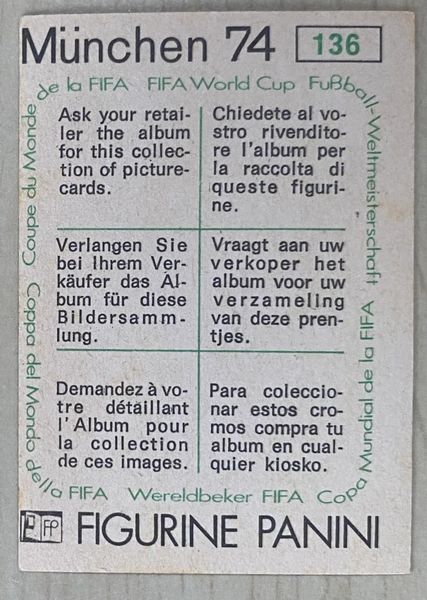 München 74 136
Coupe du Monde de la FIFA FIFA World Cup Fußball-Weltmeisterschaft
Ask your retai-
ler the album
for this collec-
tion of picture-
cards.
Chiedete al vo-
stro rivendito-
re l'album per
la raccolta di
queste figuri-
ne.
Verlangen Sie
bei Ihrem Ver-
käufer das Al-
bum für diese
Bildersamm-
lung.
Vraagt aan uw
verkoper het
album voor uw
verzameling
van deze pren-
tjes.
Demandez à vo-
tre détaillant
l'Album pour
la collection
de ces images.
Para coleccio-
nar estos cro-
mos compra tu
album en cual-
quier kiosko.
Coppa del Mondo della FIFA Wereldbeker FIFA Copa Mundial de la FIFA
FP FIGURINE PANINI